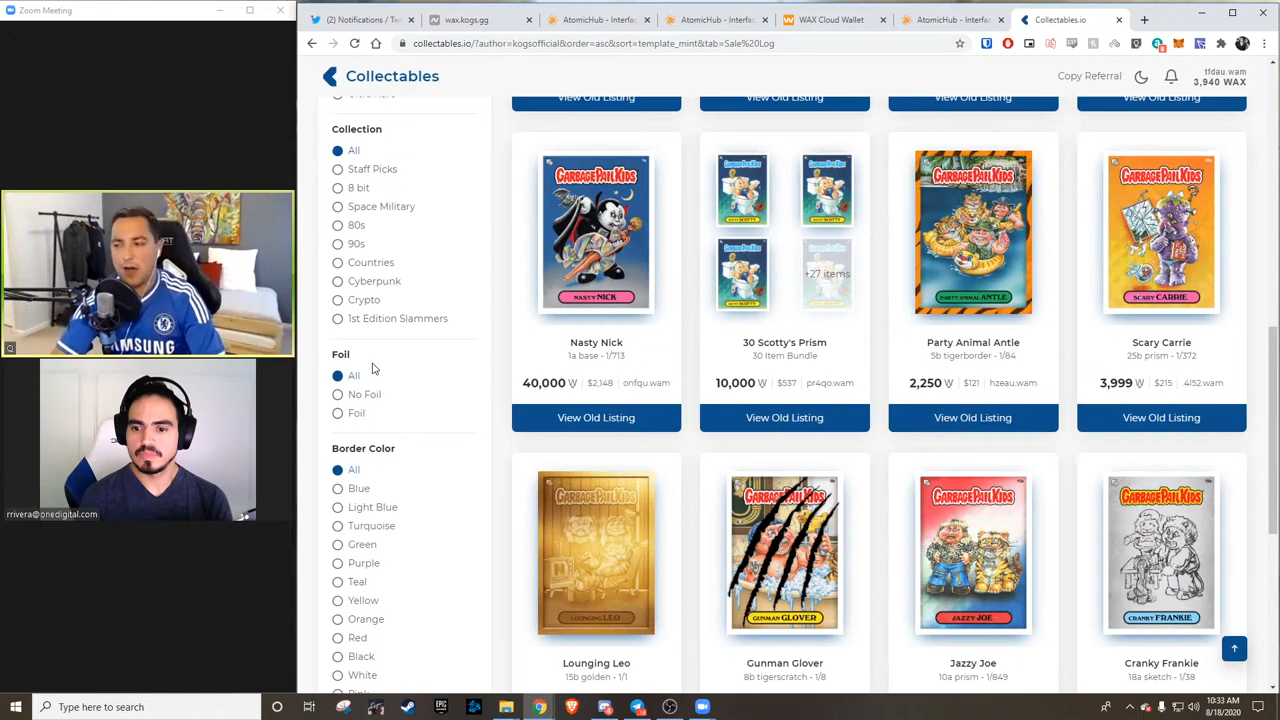 Zoom Meeting
(2) Notifications / Tw
wax.kogs.gg
AtomicHub - Interfa
AtomicHub - Interfa
WAX Cloud Wallet
AtomicHub - Interfa
Collectables.io
collectables.io/?author=kogsofficial&order=asc&sort=template_mint&tab=Sale%20Log
Collectables
Copy Referral
tfdau.wam
3,940 WAX
View Old Listing
View Old Listing
View Old Listing
View Old Listing
Collection
All
Staff Picks
8 bit
Space Military
80s
90s
Countries
Cyberpunk
Crypto
1st Edition Slammers
Foil
All
No Foil
Foil
Border Color
All
Blue
Light Blue
Turquoise
Green
Purple
Teal
Yellow
Orange
Red
Black
White
Pink
GARBAGE PAIL KIDS
NASTY NICK
+27 items
GARBAGE PAIL KIDS
PARTY ANIMAL ANTLE
GARBAGE PAIL KIDS
SCARY CARRIE
Nasty Nick
1a base - 1/713
40,000 W $2,148 onfqu.wam
View Old Listing
30 Scotty's Prism
30 Item Bundle
10,000 W $537 pr4qo.wam
View Old Listing
Party Animal Antle
5b tigerborder - 1/84
2,250 W $121 hzeau.wam
View Old Listing
Scary Carrie
25b prism - 1/372
3,999 W $215 .4l52.wam
View Old Listing
GARBAGE PAIL KIDS
LOUNGING LEO
GARBAGE PAIL KIDS
GUNMAN GLOVER
GARBAGE PAIL KIDS
JAZZY JOE
GARBAGE PAIL KIDS
CRANKY FRANKIE
Lounging Leo
15b golden - 1/1
Gunman Glover
8b tigerscratch - 1/8
Jazzy Joe
10a prism - 1/849
Cranky Frankie
18a sketch - 1/38
SAMSUNG
rrivera@onedigital.com
Type here to search
EPIC
10:33 AM
8/18/2020